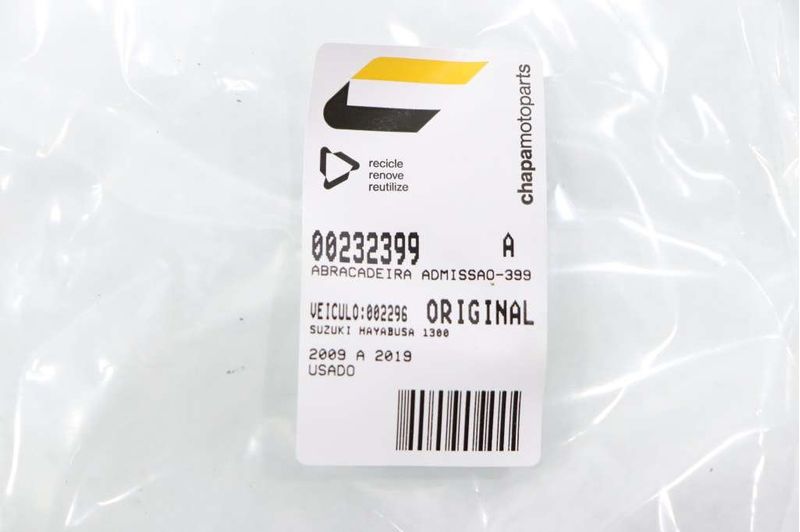 chapamotoparts
recicle
renove
reutilize
00232399 A
ABRACADEIRA ADMISSAO-399
VEICULO:002296 ORIGINAL
SUZUKI HAYABUSA 1300
2009 A 2019
USADO